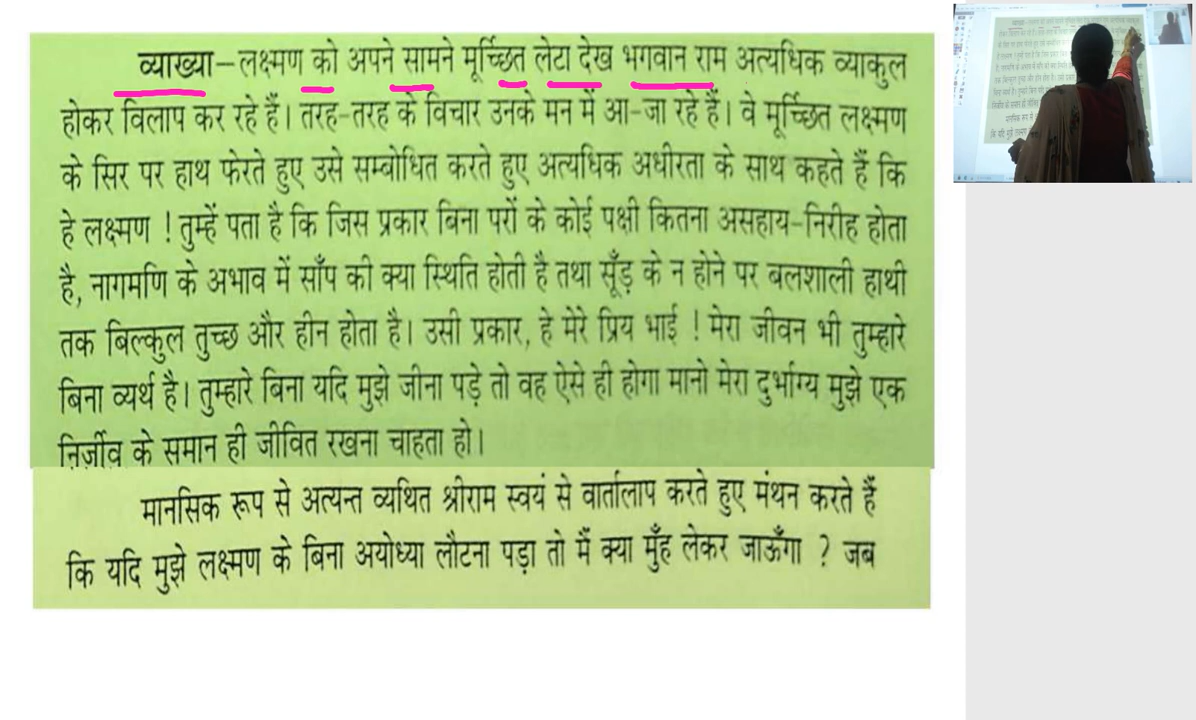 व्याख्या–लक्ष्मण को अपने सामने मूर्च्छित लेटा देख भगवान राम अत्यधिक व्याकुल
होकर विलाप कर रहे हैं। तरह-तरह के विचार उनके मन में आ-जा रहे हैं। वे मूर्च्छित लक्ष्मण
के सिर पर हाथ फेरते हुए उसे सम्बोधित करते हुए अत्यधिक अधीरता के साथ कहते हैं कि
हे लक्ष्मण ! तुम्हें पता है कि जिस प्रकार बिना परों के कोई पक्षी कितना असहाय-निरीह होता
है, नागमणि के अभाव में साँप की क्या स्थिति होती है तथा सूँड़ के न होने पर बलशाली हाथी
तक बिल्कुल तुच्छ और हीन होता है। उसी प्रकार, हे मेरे प्रिय भाई ! मेरा जीवन भी तुम्हारे
बिना व्यर्थ है। तुम्हारे बिना यदि मुझे जीना पड़े तो वह ऐसे ही होगा मानो मेरा दुर्भाग्य मुझे एक
निर्जीव के समान ही जीवित रखना चाहता हो।
मानसिक रूप से अत्यन्त व्यथित श्रीराम स्वयं से वार्तालाप करते हुए मंथन करते हैं
कि यदि मुझे लक्ष्मण के बिना अयोध्या लौटना पड़ा तो मैं क्या मुँह लेकर जाऊँगा ? जब